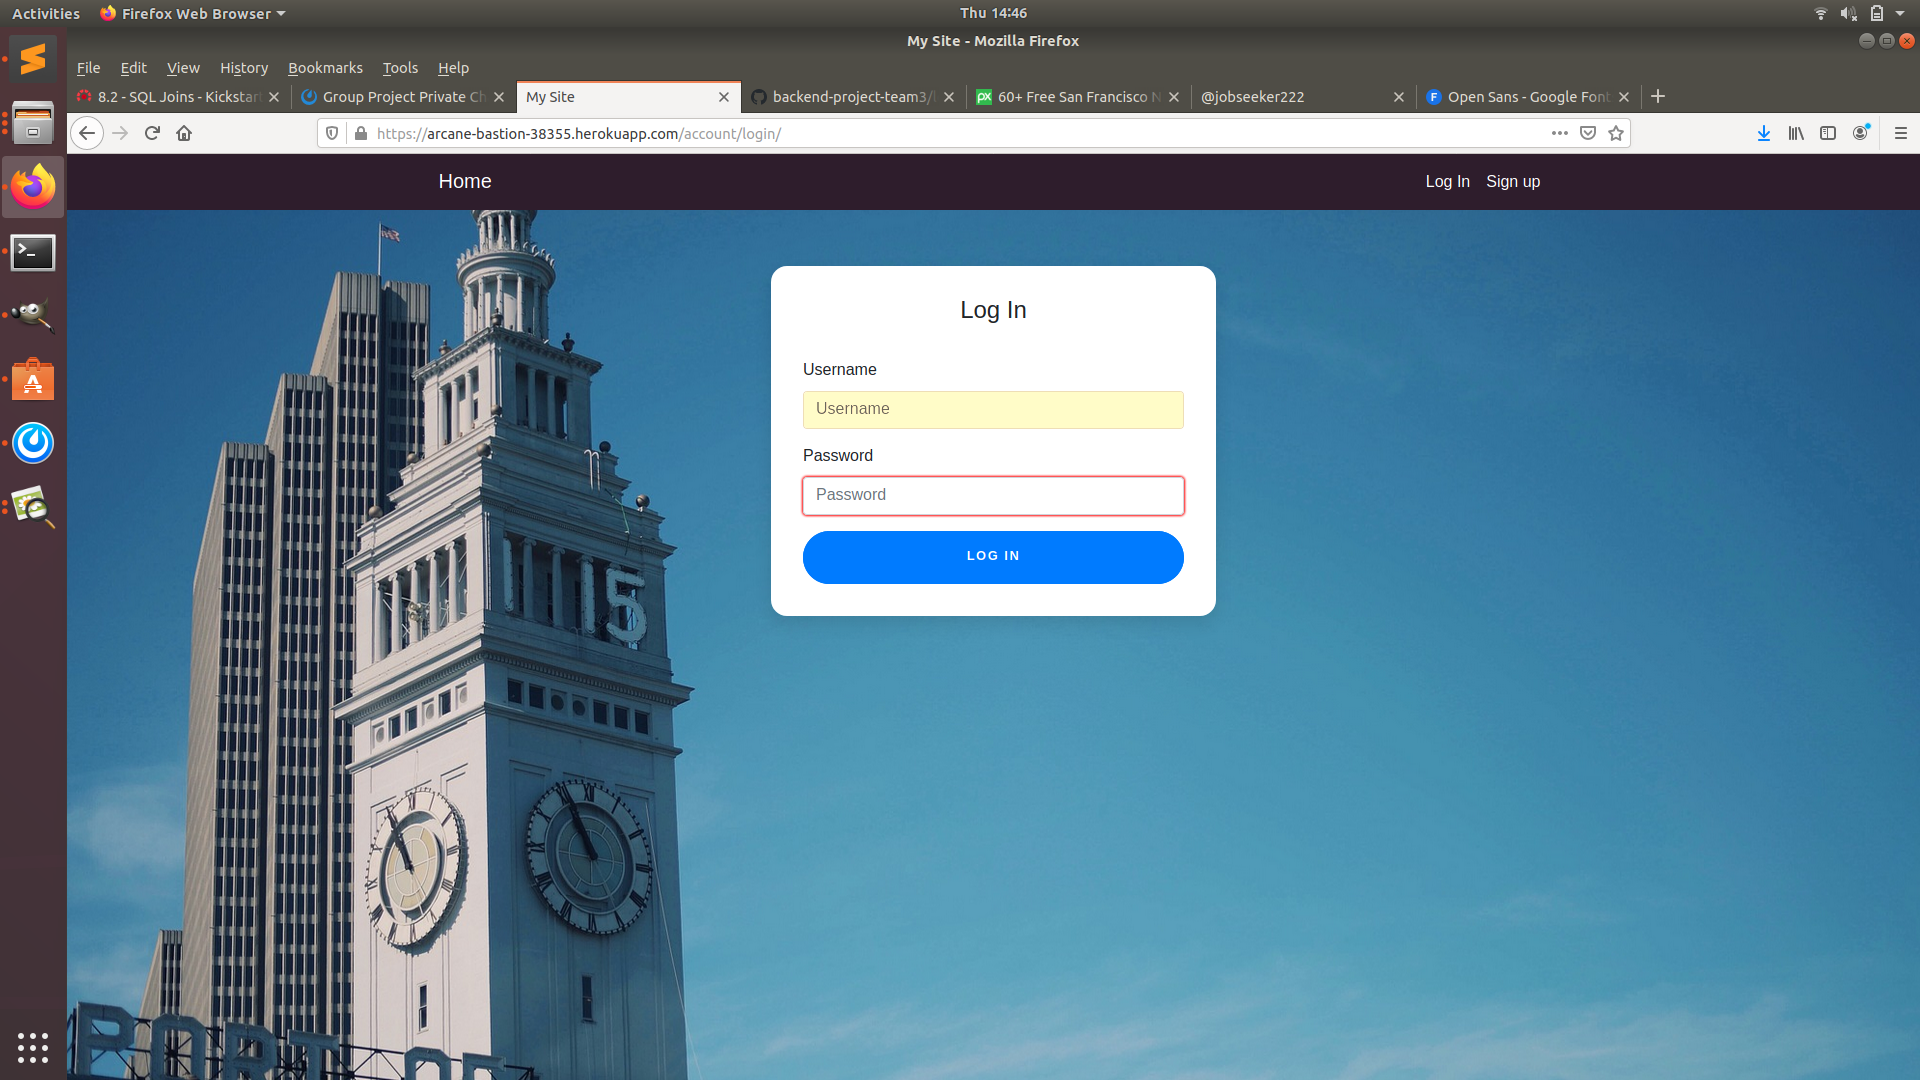 Activities
Firefox Web Browser
Thu 14:46
My Site - Mozilla Firefox
File Edit View History Bookmarks Tools Help
8.2 - SQL Joins - Kickstart
Group Project Private Ch
My Site
backend-project-team3/
60+ Free San Francisco N
@jobseeker222
Open Sans - Google Font
https://arcane-bastion-38355.herokuapp.com/account/login/
Home
Log In
Sign up
Log In
Username
Username
Password
Password
LOG IN
115
PORT OF